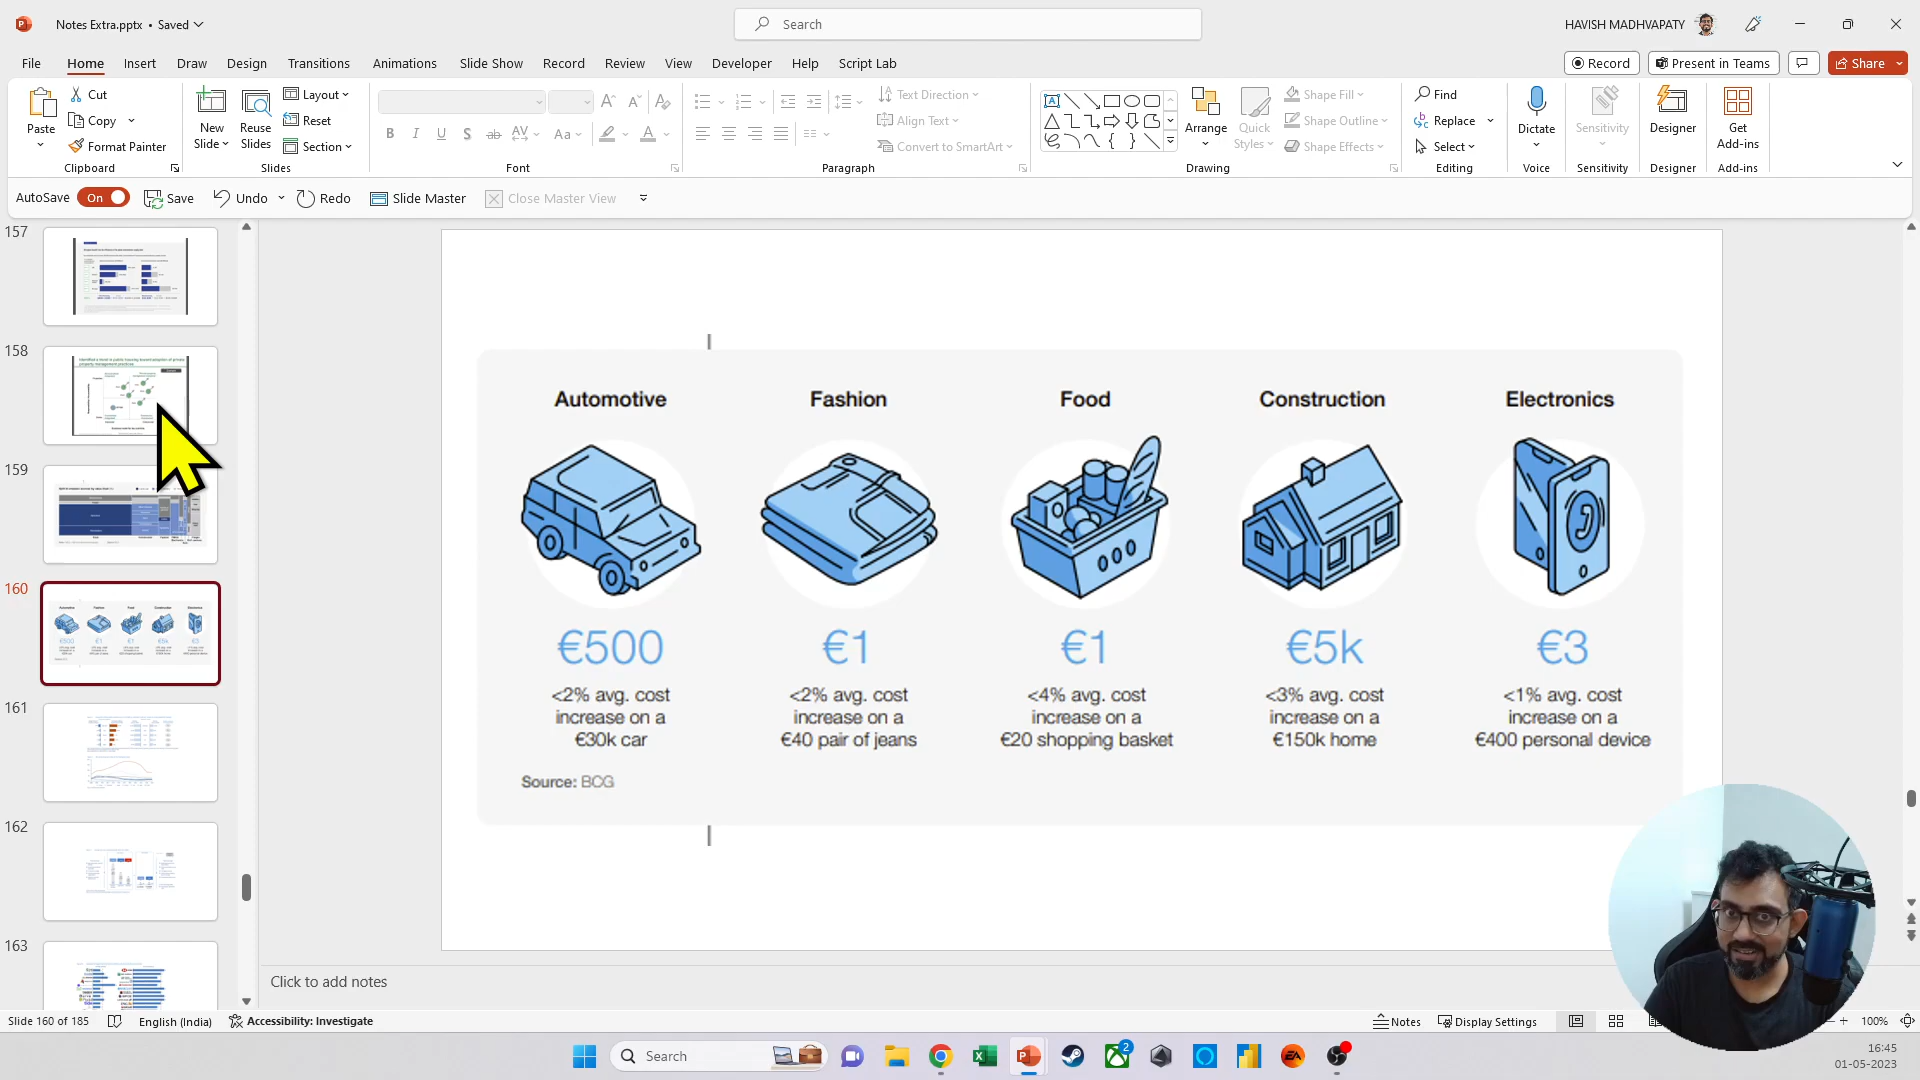 Notes Extra.pptx • Saved
Search
HAVISH MADHVAPATY
File Home Insert Draw Design Transitions Animations Slide Show Record Review View Developer Help Script Lab
Record Present in Teams Share
Paste
Cut
Copy
Format Painter
Clipboard
New Slide
Reuse Slides
Layout
Reset
Section
Slides
Font
Text Direction
Align Text
Convert to SmartArt
Paragraph
Arrange
Quick Styles
Shape Fill
Shape Outline
Shape Effects
Drawing
Find
Replace
Select
Editing
Dictate
Voice
Sensitivity
Sensitivity
Designer
Designer
Get Add-ins
Add-ins
AutoSave On Save Undo Redo Slide Master Close Master View
157
158
159
160
161
162
163
Automotive
€500
<2% avg. cost
increase on a
€30k car
Fashion
€1
<2% avg. cost
increase on a
€40 pair of jeans
Food
€1
<4% avg. cost
increase on a
€20 shopping basket
Construction
€5k
<3% avg. cost
increase on a
€150k home
Electronics
€3
<1% avg. cost
increase on a
€400 personal device
Source: BCG
Click to add notes
Slide 160 of 185 English (India) Accessibility: Investigate
Notes Display Settings 100%
Search
2
16:45
01-05-2023